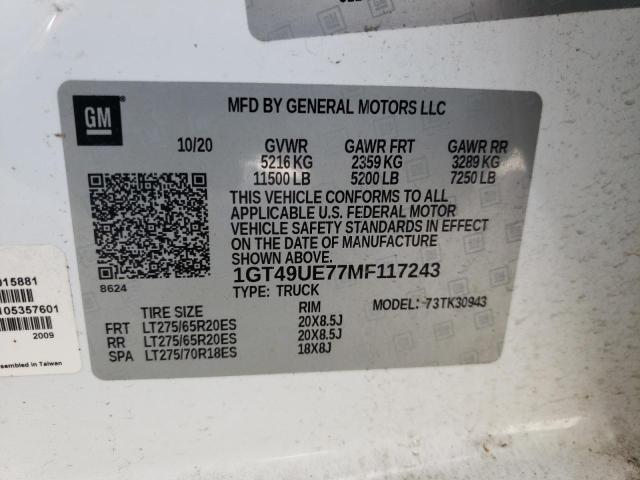 GM
MFD BY GENERAL MOTORS LLC
10/20 GVWR GAWR FRT GAWR RR
5216 KG 2359 KG 3289 KG
11500 LB 5200 LB 7250 LB
THIS VEHICLE CONFORMS TO ALL
APPLICABLE U.S. FEDERAL MOTOR
VEHICLE SAFETY STANDARDS IN EFFECT
ON THE DATE OF MANUFACTURE
SHOWN ABOVE.
8624
1GT49UE77MF117243
TYPE: TRUCK MODEL: 73TK30943
TIRE SIZE RIM
FRT LT275/65R20ES 20X8.5J
RR LT275/65R20ES 20X8.5J
SPA LT275/70R18ES 18X8J
015881
105357601
2009
sembled in Taiwan